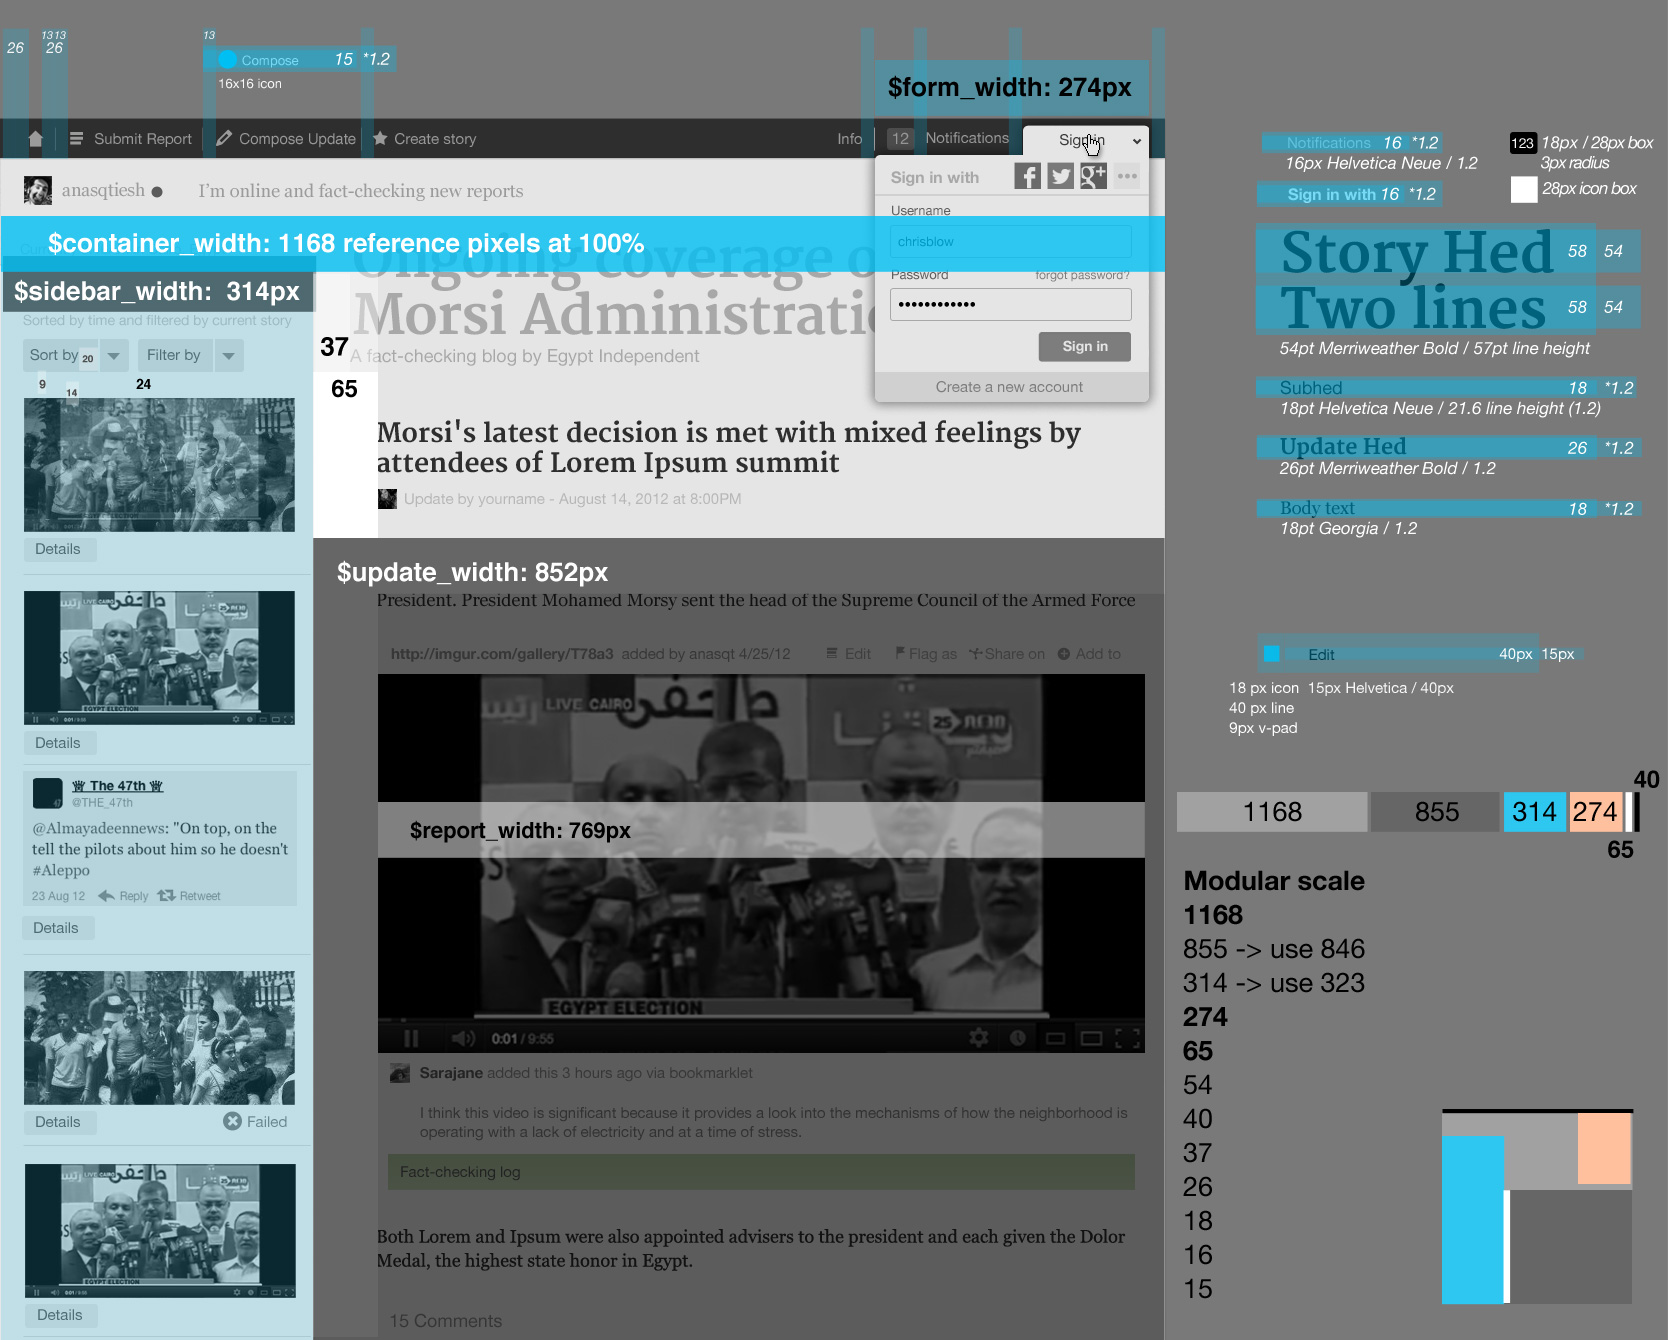 26
1313
26
13
Compose 15 *1.2
16x16 icon
$form_width: 274px
Submit Report
Compose Update
Create story
Info
12 Notifications
Sign in
anasqtiesh
I'm online and fact-checking new reports
Sign in with
Username
chrisblow
Password
forgot password?
Sign in
Create a new account
$container_width: 1168 reference pixels at 100%
Ongoing coverage o
Morsi Administratio
A fact-checking blog by Egypt Independent
37
65
$sidebar_width: 314px
Sorted by time and filtered by current story
Sort by 20
Filter by
9
14
24
Details
Morsi's latest decision is met with mixed feelings by
attendees of Lorem Ipsum summit
Update by yourname - August 14, 2012 at 8:00PM
$update_width: 852px
President. President Mohamed Morsy sent the head of the Supreme Council of the Armed Force
http://imgur.com/gallery/T78a3 added by anasqt 4/25/12
Edit
Flag as
Share on
Add to
LIVE CAIRO
25
$report_width: 769px
EGYPT ELECTION
0:01 / 9:55
LIVE CAIRO
EGYPT ELECTION
Details
The 47th
@THE_47th
@Almayadeennews: "On top, on the
tell the pilots about him so he doesn't
#Aleppo
23 Aug 12 Reply Retweet
Details
Details
Failed
LIVE CAIRO
EGYPT ELECTION
Details
Sarajane added this 3 hours ago via bookmarklet
I think this video is significant because it provides a look into the mechanisms of how the neighborhood is
operating with a lack of electricity and at a time of stress.
Fact-checking log
Both Lorem and Ipsum were also appointed advisers to the president and each given the Dolor
Medal, the highest state honor in Egypt.
15 Comments
Notifications 16 *1.2
16px Helvetica Neue / 1.2
Sign in with 16 *1.2
123 18px / 28px box
3px radius
28px icon box
Story Hed 58 54
Two lines 58 54
54pt Merriweather Bold / 57pt line height
Subhed 18 *1.2
18pt Helvetica Neue / 21.6 line height (1.2)
Update Hed 26 *1.2
26pt Merriweather Bold / 1.2
Body text 18 *1.2
18pt Georgia / 1.2
Edit 40px 15px
18 px icon 15px Helvetica / 40px
40 px line
9px v-pad
40
1168 855 314 274
65
Modular scale
1168
855 -> use 846
314 -> use 323
274
65
54
40
37
26
18
16
15